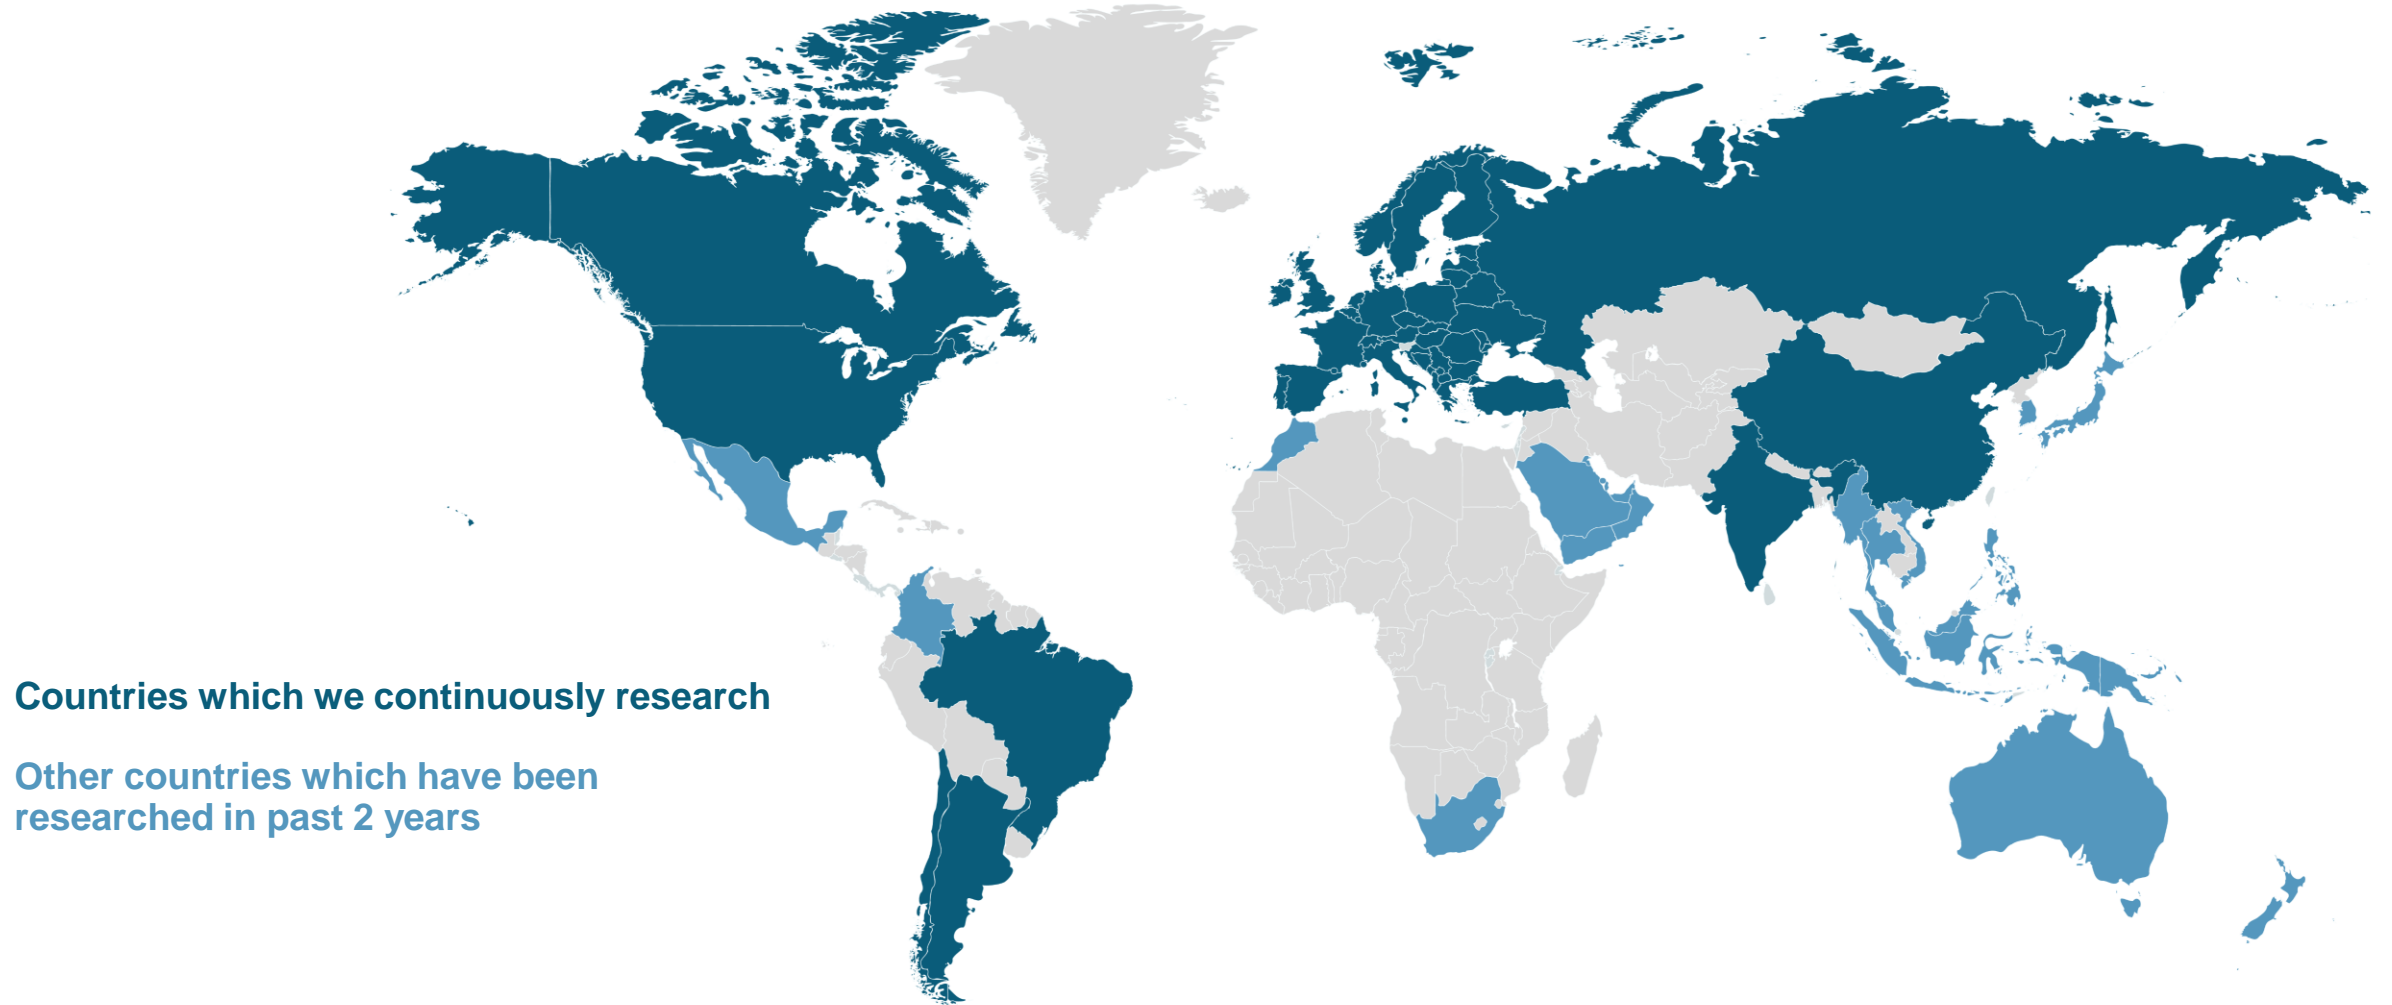 Countries which we continuously research
Other countries which have been
researched in past 2 years